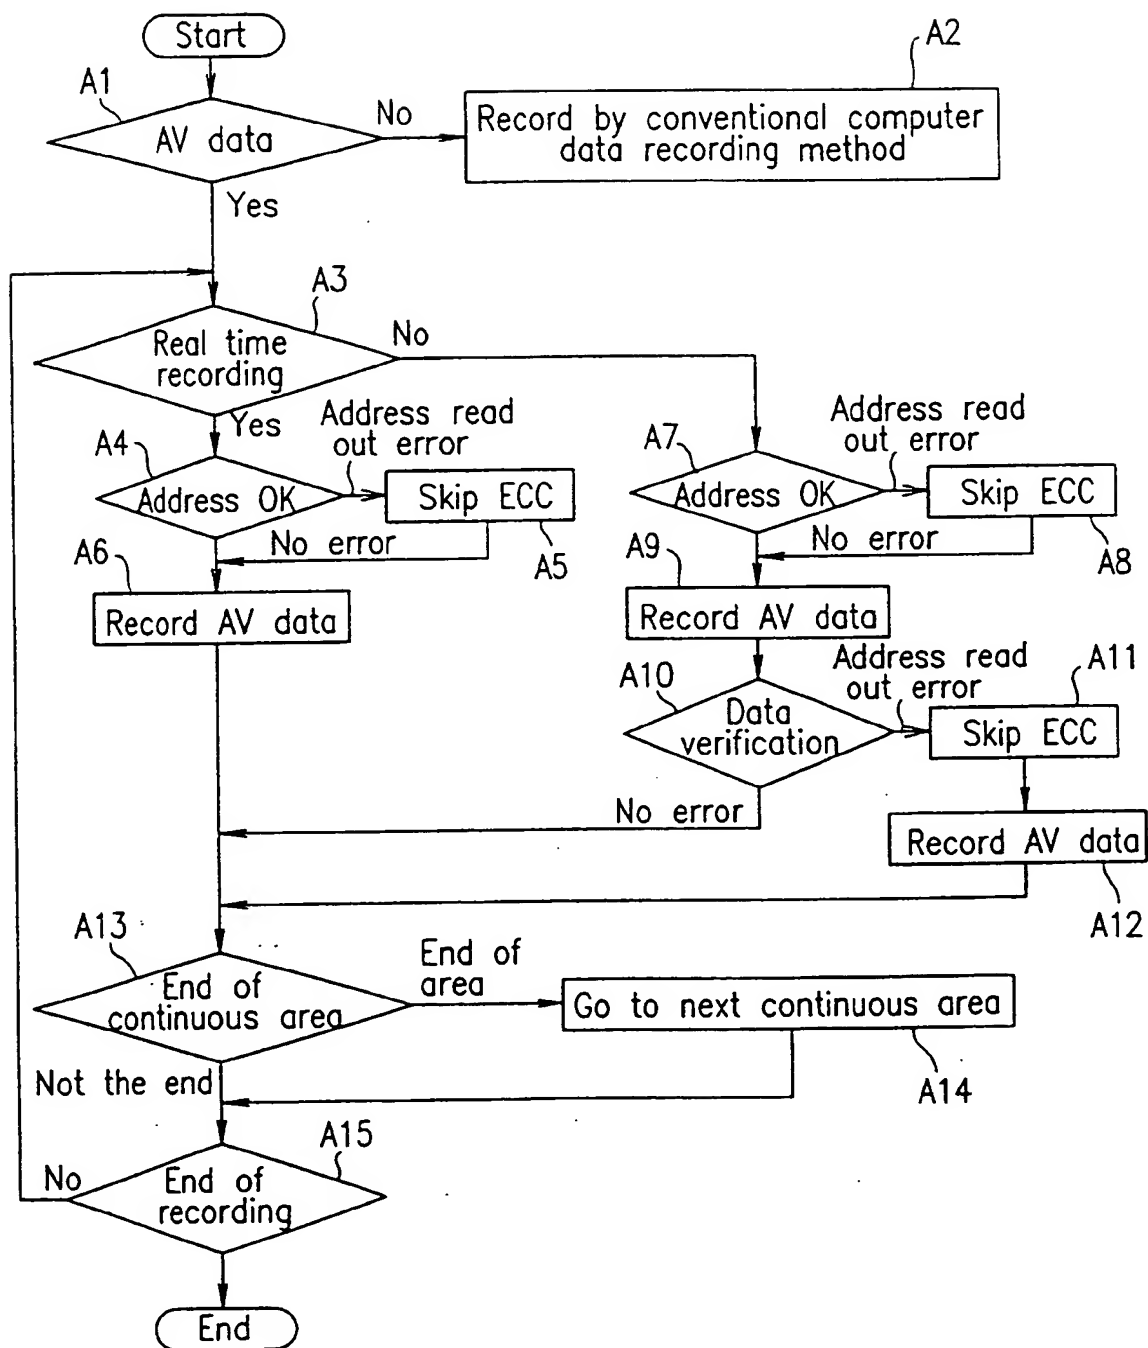 Start
A1
A2
AV data
No
Record by conventional computer
data recording method
Yes
A3
Real time
recording
No
Yes
A4
Address read
out error
Address OK
Skip ECC
A5
No error
A6
Record AV data
A7
Address read
out error
Address OK
Skip ECC
A8
No error
A9
Record AV data
A10
Address read
out error
A11
Data
verification
Skip ECC
No error
Record AV data
A12
A13
End of
continuous area
End of
area
Go to next continuous area
A14
Not the end
A15
No
End of
recording
End